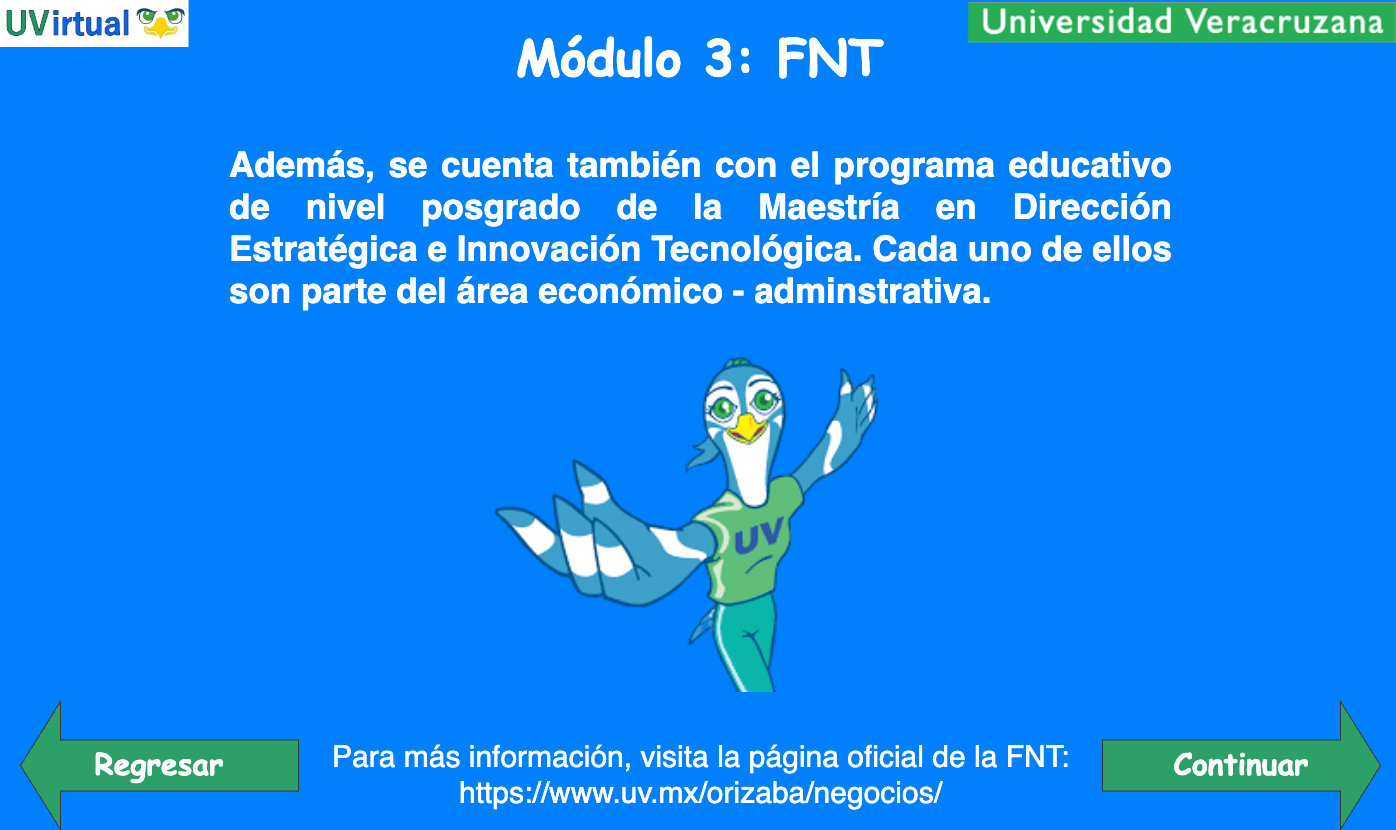 UVirtual
Universidad Veracruzana
Módulo 3: FNT
Además, se cuenta también con el programa educativo
de nivel posgrado de la Maestría en Dirección
Estratégica e Innovación Tecnológica. Cada uno de ellos
son parte del área económico - adminstrativa.
UV
Regresar
Para más información, visita la página oficial de la FNT:
https://www.uv.mx/orizaba/negocios/
Continuar